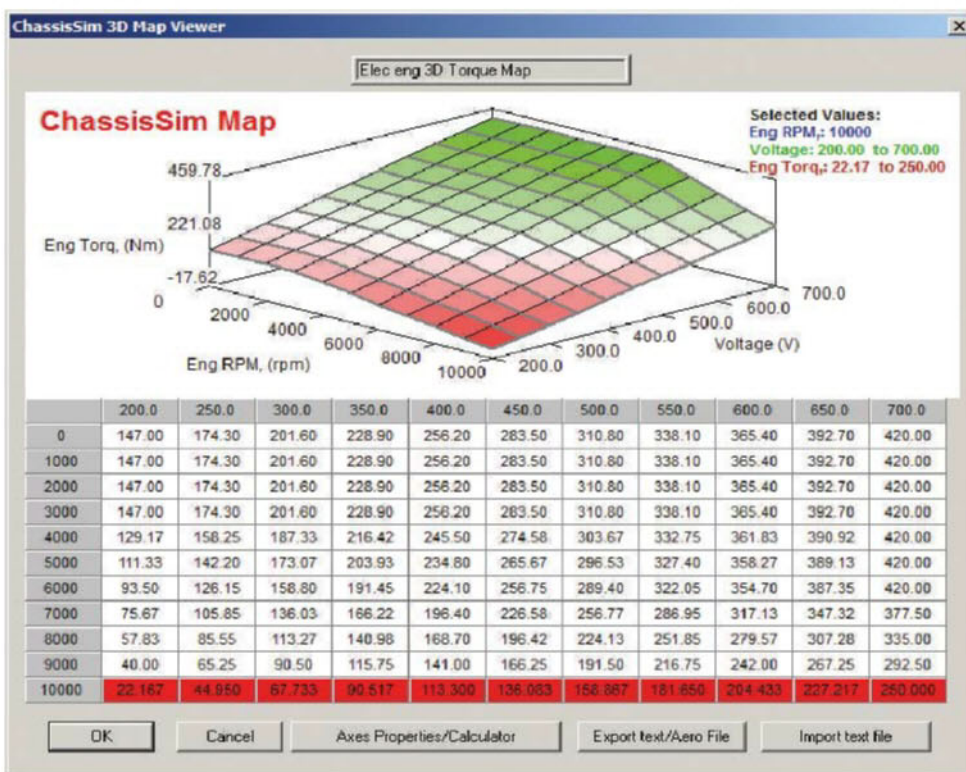 ChassisSim 3D Map Viewer
Elec eng 3D Torque Map
ChassisSim Map
Selected Values:
Eng RPM,: 10000
Voltage: 200.00 to 700.00
Eng Torq,: 22.17 to 250.00
459.78
221.08
Eng Torq, (Nm)
-17.62
0
2000
4000
6000
8000
10000
Eng RPM, (rpm)
200.0
300.0
400.0
500.0
600.0
700.0
Voltage (V)
200.0 250.0 300.0 350.0 400.0 450.0 500.0 550.0 600.0 650.0 700.0
0 147.00 174.30 201.60 228.90 256.20 283.50 310.80 338.10 365.40 392.70 420.00
1000 147.00 174.30 201.60 228.90 256.20 283.50 310.80 338.10 365.40 392.70 420.00
2000 147.00 174.30 201.60 228.90 256.20 283.50 310.80 338.10 365.40 392.70 420.00
3000 147.00 174.30 201.60 228.90 256.20 283.50 310.80 338.10 365.40 392.70 420.00
4000 129.17 158.25 187.33 216.42 245.50 274.58 303.67 332.75 361.83 390.92 420.00
5000 111.33 142.20 173.07 203.93 234.80 265.67 296.53 327.40 358.27 389.13 420.00
6000 93.50 126.15 158.80 191.45 224.10 256.75 289.40 322.05 354.70 387.35 420.00
7000 75.67 105.85 136.03 166.22 196.40 226.58 256.77 286.95 317.13 347.32 377.50
8000 57.83 85.55 113.27 140.98 168.70 196.42 224.13 251.85 279.57 307.28 335.00
9000 40.00 65.25 90.50 115.75 141.00 166.25 191.50 216.75 242.00 267.25 292.50
10000 22.167 44.950 67.733 90.517 113.300 136.083 158.867 181.650 204.433 227.217 250.000
OK Cancel Axes Properties/Calculator Export text/Aero File Import text file